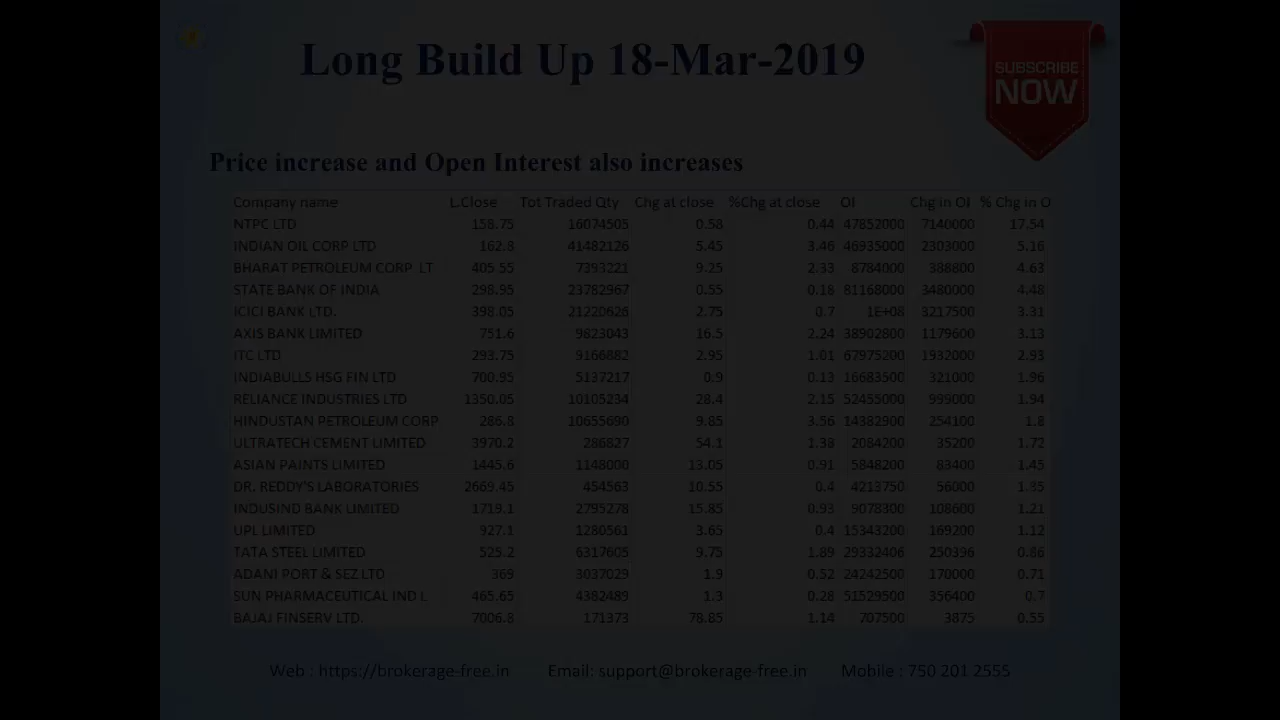 Long Build Up 18-Mar-2019
SUBSCRIBE
NOW
Price increase and Open Interest also increases
Company name L.Close Tot Traded Qty Chg at close %Chg at close OI Chg in OI % Chg in O
NTPC LTD 158.75 16074505 0.58 0.44 47852000 7140000 17.54
INDIAN OIL CORP LTD 162.8 41482126 5.45 3.46 46935000 2303000 5.16
BHARAT PETROLEUM CORP LT 405.55 7393221 9.25 2.33 8784000 388800 4.63
STATE BANK OF INDIA 298.95 23782967 0.55 0.18 81168000 3480000 4.48
ICICI BANK LTD. 398.05 21220626 2.75 0.7 1E+08 3217500 3.31
AXIS BANK LIMITED 751.6 9823043 16.5 2.24 38902800 1179600 3.13
ITC LTD 293.75 9166882 2.95 1.01 67975200 1932000 2.93
INDIABULLS HSG FIN LTD 700.95 5137217 0.9 0.13 16683500 321000 1.96
RELIANCE INDUSTRIES LTD 1350.05 10105234 28.4 2.15 52455000 999000 1.94
HINDUSTAN PETROLEUM CORP 286.8 10655690 9.85 3.56 14382900 254100 1.8
ULTRATECH CEMENT LIMITED 3970.2 286827 54.1 1.38 2084200 35200 1.72
ASIAN PAINTS LIMITED 1445.6 1148000 13.05 0.91 5848200 83400 1.45
DR. REDDY'S LABORATORIES 2669.45 454563 10.55 0.4 4213750 56000 1.35
INDUSIND BANK LIMITED 1719.1 2795278 15.85 0.93 9078300 108600 1.21
UPL LIMITED 927.1 1280561 3.65 0.4 15343200 169200 1.12
TATA STEEL LIMITED 525.2 6317605 9.75 1.89 29332406 250396 0.86
ADANI PORT & SEZ LTD 369 3037029 1.9 0.52 24242500 170000 0.71
SUN PHARMACEUTICAL IND L 465.65 4382489 1.3 0.28 51529500 356400 0.7
BAJAJ FINSERV LTD. 7006.8 171373 78.85 1.14 707500 3875 0.55
Web : https://brokerage-free.in Email: support@brokerage-free.in Mobile : 750 201 2555